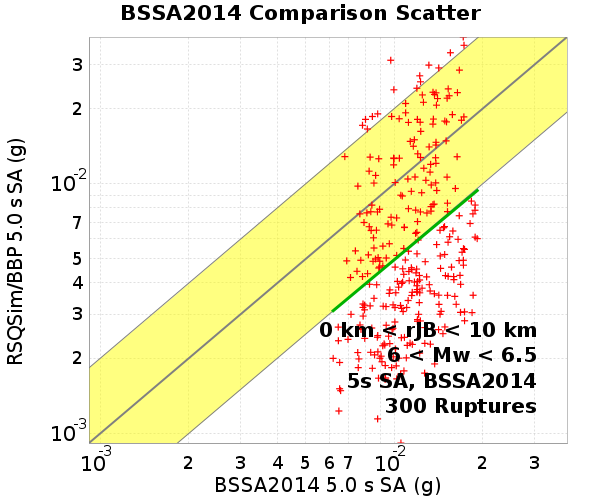 BSSA2014 Comparison Scatter
RSQSim/BBP 5.0 s SA (g)
3
2
10-2
7
5
4
3
2
10-3
0 km < rJB < 10 km
6 < Mw < 6.5
5s SA, BSSA2014
300 Ruptures
10-3 2 3 4 5 6 7 10-2 2 3
BSSA2014 5.0 s SA (g)